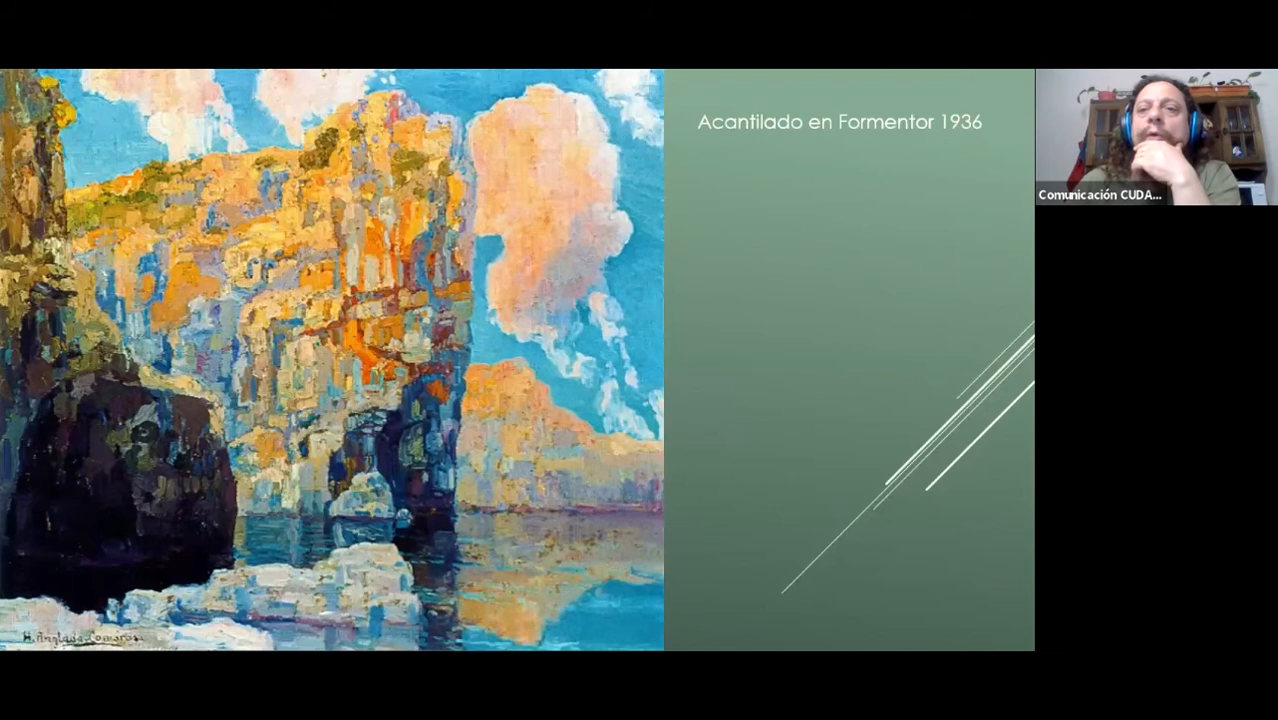 Acantilado en Formentor 1936
Comunicación CUDA...
H. Anglada-Camarasa